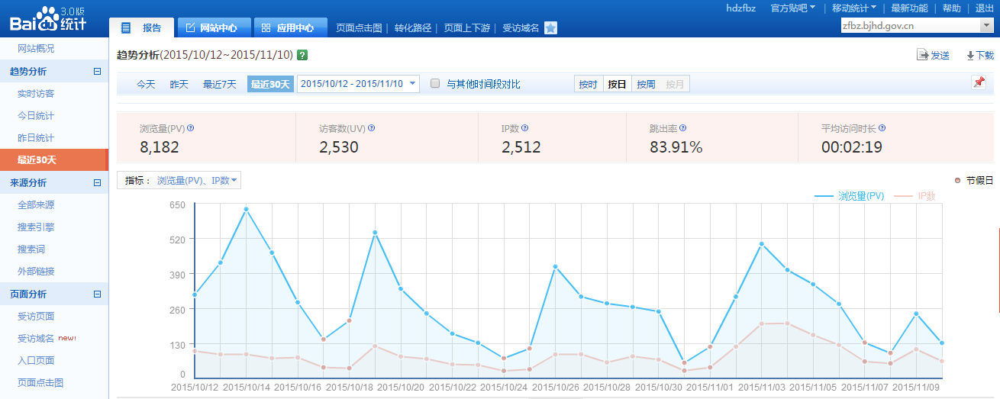 hdzfbz 官方贴吧 | 移动统计 | 最新功能 | 帮助 | 退出
Bai 统计 3.0版
报告 网站中心 应用中心 页面点击图 | 转化路径 | 页面上下游 | 受访域名
zfbz.bjhd.gov.cn
网站概况
趋势分析
实时访客
今日统计
昨日统计
最近30天
来源分析
全部来源
搜索引擎
搜索词
外部链接
页面分析
受访页面
受访域名 new!
入口页面
页面点击图
趋势分析(2015/10/12~2015/11/10) ?
发送 下载
今天 昨天 最近7天 最近30天 2015/10/12 - 2015/11/10 与其他时间段对比 按时 按日 按周 按月
浏览量(PV) ? 访客数(UV) ? IP数 ? 跳出率 ? 平均访问时长 ?
8,182 2,530 2,512 83.91% 00:02:19
指标： 浏览量(PV)、IP数
节假日
浏览量(PV) IP数
650
520
390
260
130
0
2015/10/12 2015/10/14 2015/10/16 2015/10/18 2015/10/20 2015/10/22 2015/10/24 2015/10/26 2015/10/28 2015/10/30 2015/11/01 2015/11/03 2015/11/05 2015/11/07 2015/11/09